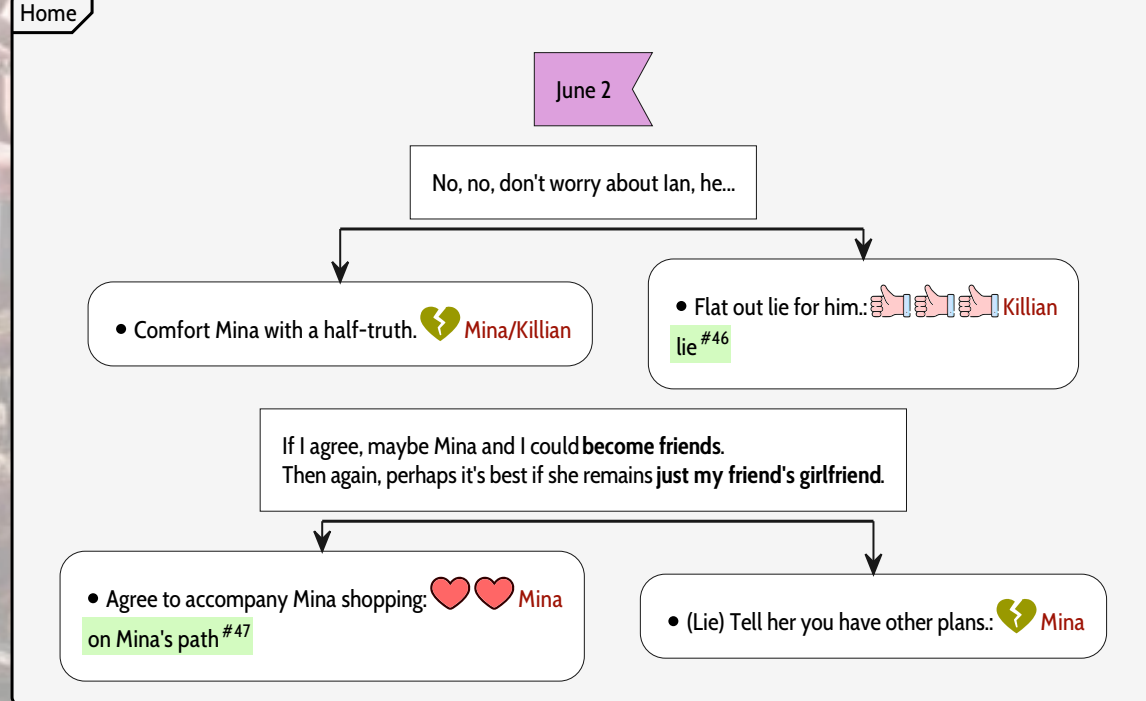 Home
June 2
No, no, don't worry about Ian, he...
• Comfort Mina with a half-truth. Mina/Killian
• Flat out lie for him.: Killian
lie #46
If I agree, maybe Mina and I could become friends.
Then again, perhaps it's best if she remains just my friend's girlfriend.
• Agree to accompany Mina shopping: Mina
on Mina's path #47
• (Lie) Tell her you have other plans.: Mina